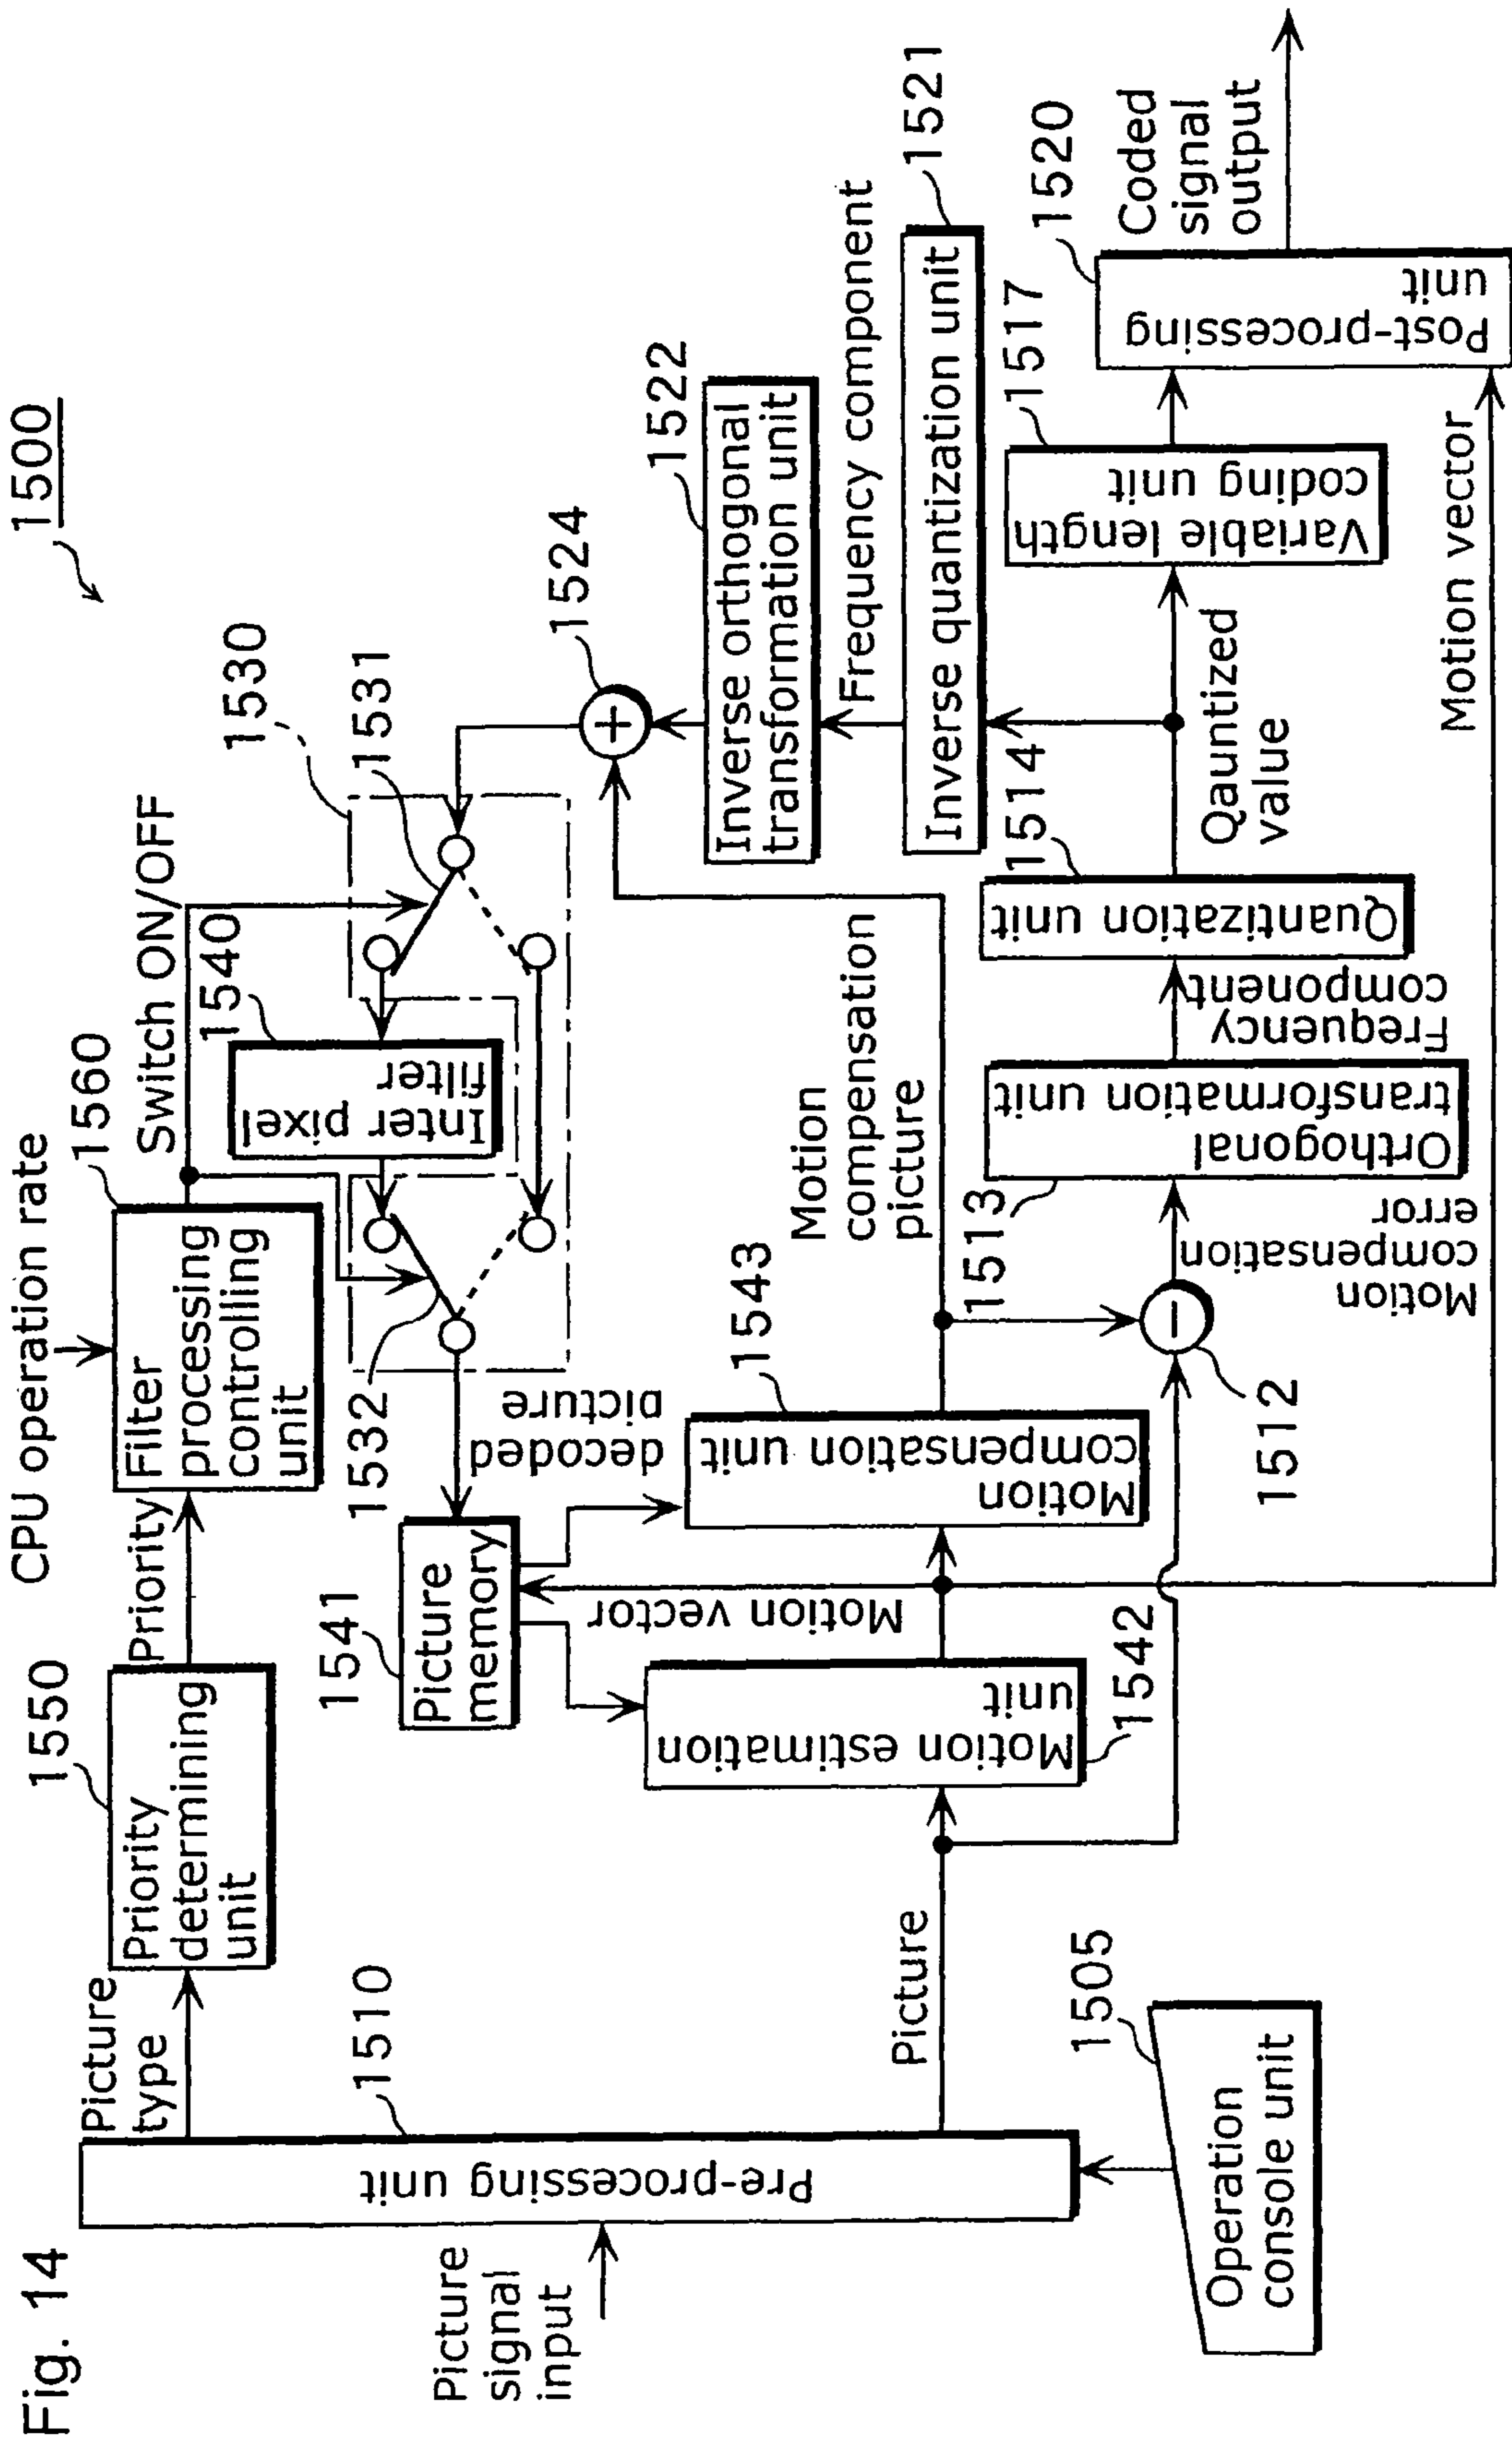 Fig. 14
1500
CPU operation rate
1550
1560
Switch ON/OFF
1530
Picture
type
Priority
determining
unit
Priority
Filter
processing
controlling
unit
1540
1531
1510
1541
1532
Inter pixel
filter
1524
1522
1521
Picture
signal
input
Pre-processing unit
Picture
memory
decoded
picture
Motion vector
1543
Motion
compensation
picture
Inverse orthogonal
transformation unit
Frequency component
Inverse quantization unit
Motion estimation
unit
1542
Motion
compensation unit
Picture
1513
1514
1517
1520
Coded
signal
output
1505
Operation
console unit
1512
Motion
compensation
error
Orthogonal
transformation unit
Frequency
component
Quantization unit
Qauntized
value
Variable length
coding unit
Post-processing
unit
Motion vector